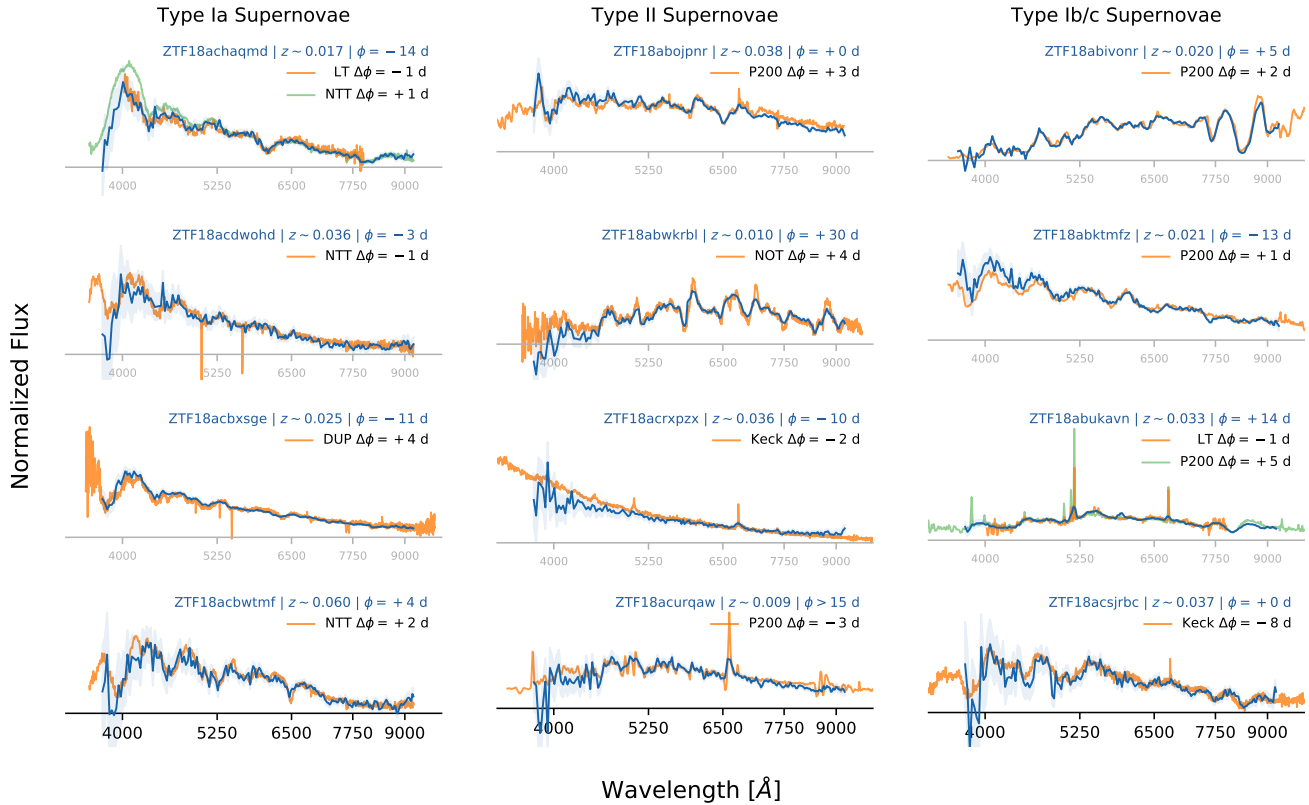 Type Ia Supernovae
Type II Supernovae
Type Ib/c Supernovae
Normalized Flux
ZTF18achaqmd | z ~ 0.017 | ϕ = −14 d
LT Δϕ = −1 d
NTT Δϕ = +1 d
4000 5250 6500 7750 9000
ZTF18abojpnr | z ~ 0.038 | ϕ = +0 d
P200 Δϕ = +3 d
4000 5250 6500 7750 9000
ZTF18abivonr | z ~ 0.020 | ϕ = +5 d
P200 Δϕ = +2 d
4000 5250 6500 7750 9000
ZTF18acdwohd | z ~ 0.036 | ϕ = −3 d
NTT Δϕ = −1 d
4000 5250 6500 7750 9000
ZTF18abwkrbl | z ~ 0.010 | ϕ = +30 d
NOT Δϕ = +4 d
4000 5250 6500 7750 9000
ZTF18abktmfz | z ~ 0.021 | ϕ = −13 d
P200 Δϕ = +1 d
4000 5250 6500 7750 9000
ZTF18acbxsge | z ~ 0.025 | ϕ = −11 d
DUP Δϕ = +4 d
4000 5250 6500 7750 9000
ZTF18acrxpzx | z ~ 0.036 | ϕ = −10 d
Keck Δϕ = −2 d
4000 5250 6500 7750 9000
ZTF18abukavn | z ~ 0.033 | ϕ = +14 d
LT Δϕ = −1 d
P200 Δϕ = +5 d
4000 5250 6500 7750 9000
ZTF18acbwtmf | z ~ 0.060 | ϕ = +4 d
NTT Δϕ = +2 d
4000 5250 6500 7750 9000
ZTF18acurqaw | z ~ 0.009 | ϕ > 15 d
P200 Δϕ = −3 d
4000 5250 6500 7750 9000
ZTF18acsjrbc | z ~ 0.037 | ϕ = +0 d
Keck Δϕ = −8 d
4000 5250 6500 7750 9000
Wavelength [Å]